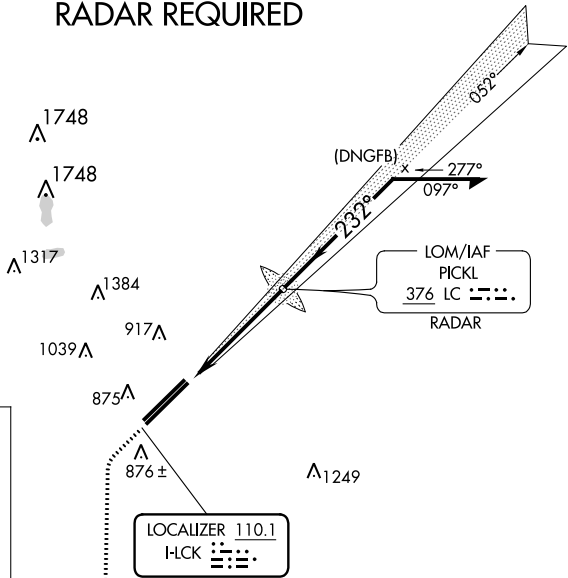 RADAR REQUIRED
1748
052°
(DNGFB)
x
277°
097°
1748
232°
LOM/IAF
PICKL
376 LC
RADAR
1317
1384
917
1039
875
876 ±
1249
LOCALIZER 110.1
I-LCK